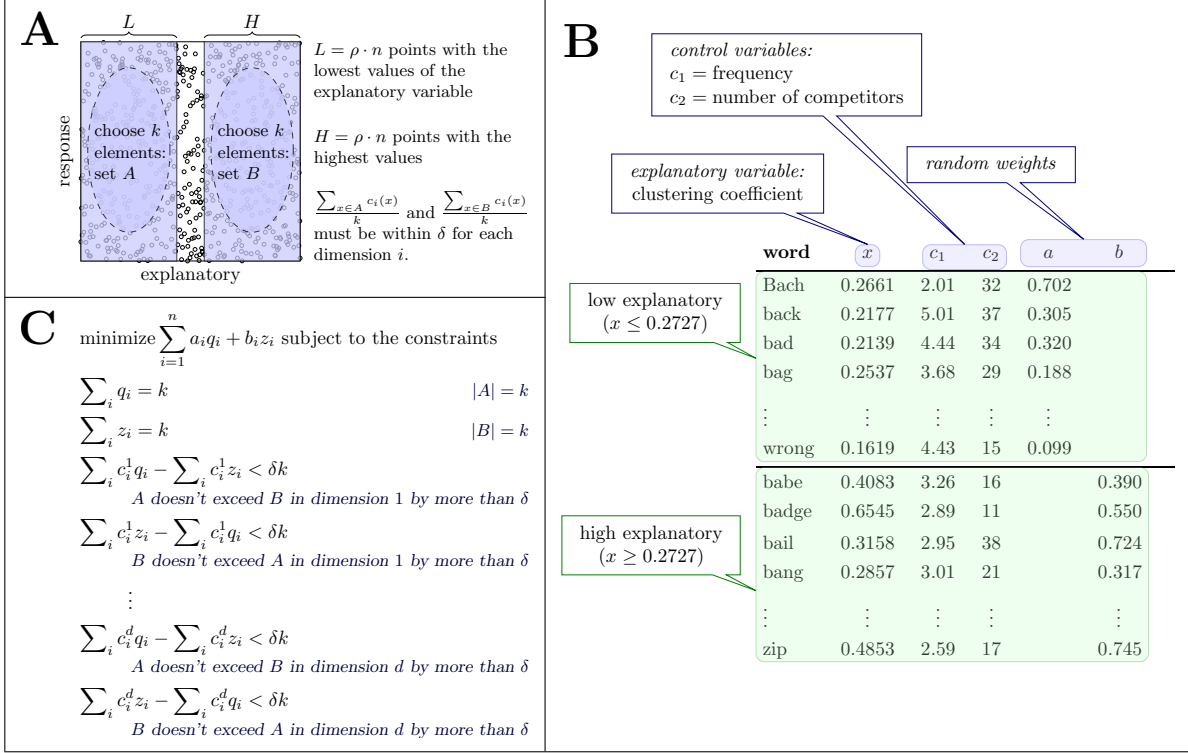 A
L
H
response
choose k
elements:
set A
choose k
elements:
set B
explanatory
L = ρ · n points with the
lowest values of the
explanatory variable
H = ρ · n points with the
highest values
∑x∈A ci(x) / k and ∑x∈B ci(x) / k
must be within δ for each
dimension i.
B
control variables:
c1 = frequency
c2 = number of competitors
explanatory variable:
clustering coefficient
random weights
word x c1 c2 a b
low explanatory
(x ≤ 0.2727)
Bach 0.2661 2.01 32 0.702
back 0.2177 5.01 37 0.305
bad 0.2139 4.44 34 0.320
bag 0.2537 3.68 29 0.188
⋮ ⋮ ⋮ ⋮ ⋮
wrong 0.1619 4.43 15 0.099
high explanatory
(x ≥ 0.2727)
babe 0.4083 3.26 16 0.390
badge 0.6545 2.89 11 0.550
bail 0.3158 2.95 38 0.724
bang 0.2857 3.01 21 0.317
⋮ ⋮ ⋮ ⋮ ⋮
zip 0.4853 2.59 17 0.745
C
minimize ∑i=1n aiqi + bizi subject to the constraints
∑i qi = k |A| = k
∑i zi = k |B| = k
∑i ci1qi − ∑i ci1zi < δk
A doesn't exceed B in dimension 1 by more than δ
∑i ci1zi − ∑i ci1qi < δk
B doesn't exceed A in dimension 1 by more than δ
⋮
∑i cidqi − ∑i cidzi < δk
A doesn't exceed B in dimension d by more than δ
∑i cidzi − ∑i cidqi < δk
B doesn't exceed A in dimension d by more than δ